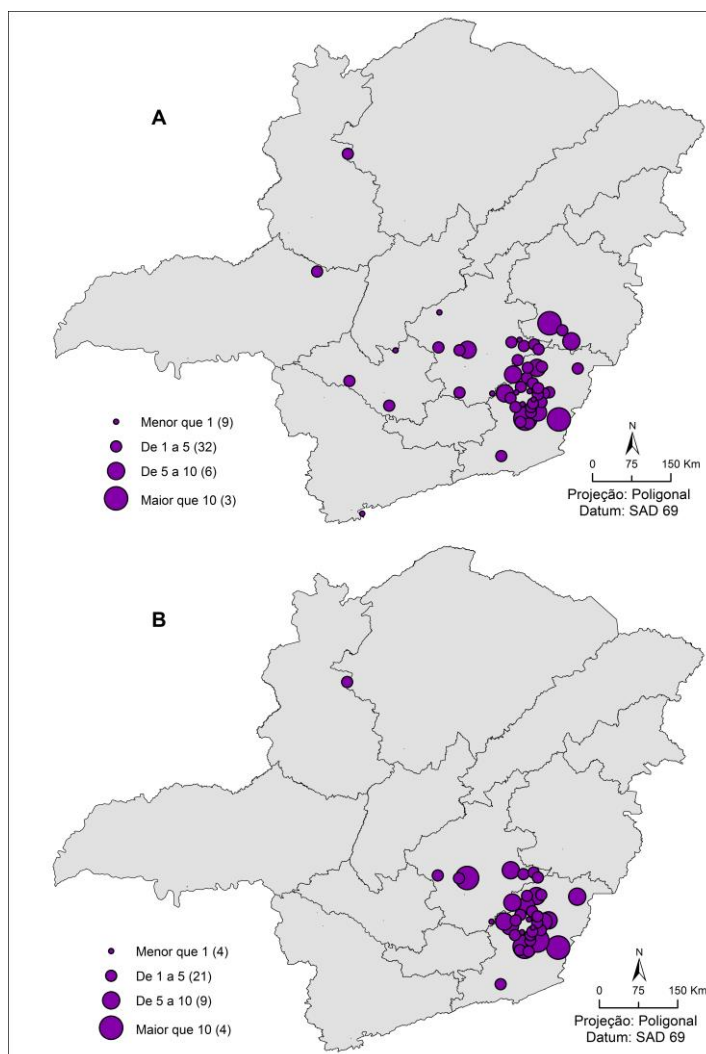 A
Menor que 1 (9)
De 1 a 5 (32)
De 5 a 10 (6)
Maior que 10 (3)
0 75 150 Km
Projeção: Poligonal
Datum: SAD 69
B
Menor que 1 (4)
De 1 a 5 (21)
De 5 a 10 (9)
Maior que 10 (4)
N
0 75 150 Km
Projeção: Poligonal
Datum: SAD 69